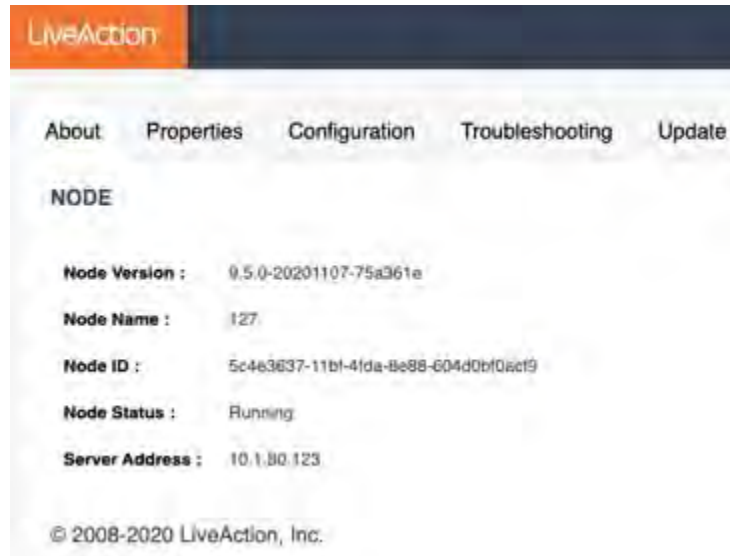 LiveAction
About Properties Configuration Troubleshooting Update
NODE
Node Version : 9.5.0-20201107-75a361e
Node Name : 127
Node ID : 5c4e3637-11bf-4fda-8e88-604d0bf0acf9
Node Status : Running
Server Address : 10.1.80.123
© 2008-2020 LiveAction, Inc.